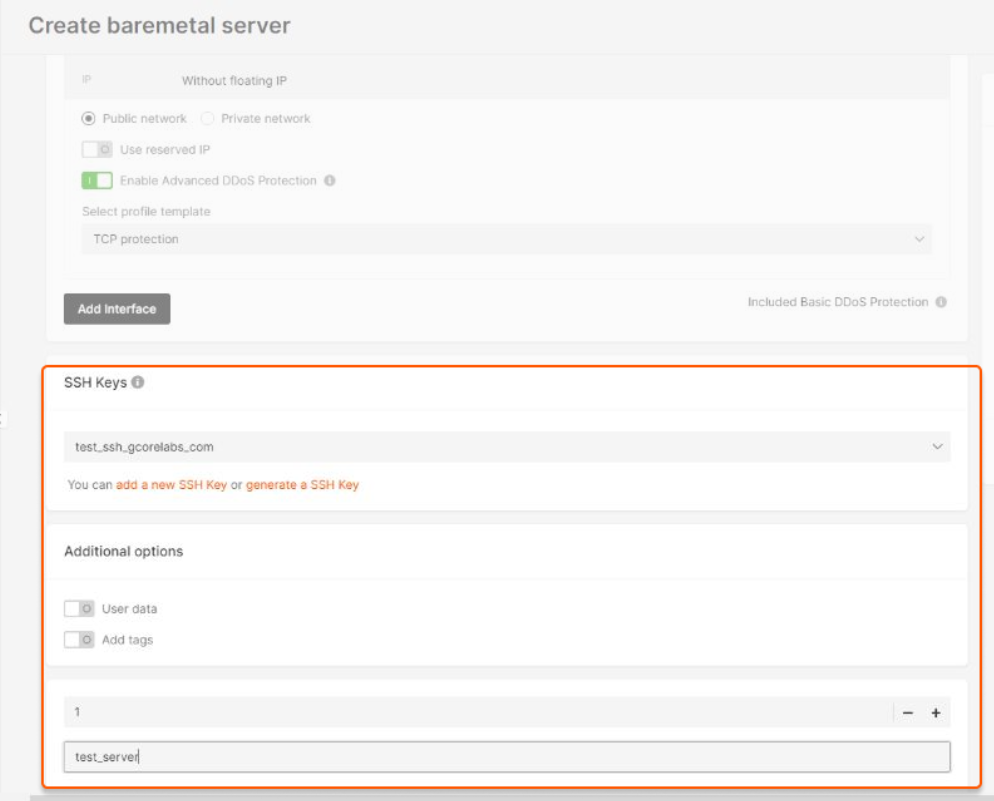 Create baremetal server
IP Without floating IP
Public network Private network
Use reserved IP
Enable Advanced DDoS Protection
Select profile template
TCP protection
Add Interface Included Basic DDoS Protection
SSH Keys
test_ssh_gcorelabs_com
You can add a new SSH Key or generate a SSH Key
Additional options
User data
Add tags
1 − +
test_server